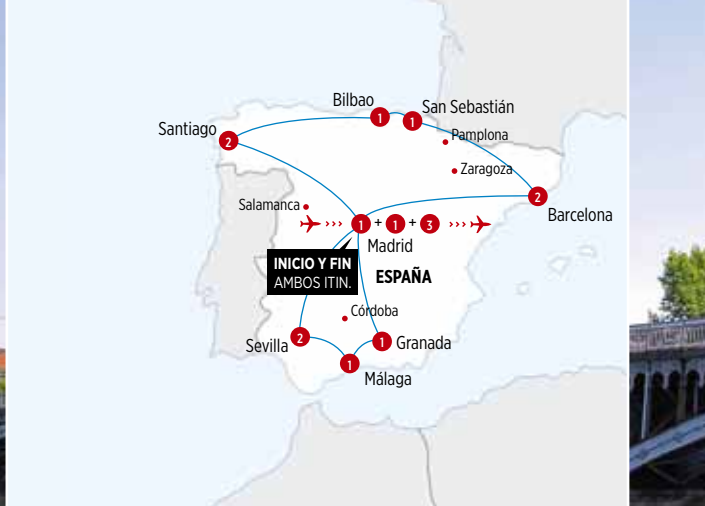 Bilbao
1
1
San Sebastián
Santiago
2
Pamplona
Zaragoza
2
Barcelona
Salamanca
››› 1 + 1 + 3 ›››
Madrid
INICIO Y FIN
AMBOS ITIN.
ESPAÑA
Córdoba
Sevilla
2
1
Granada
1
Málaga